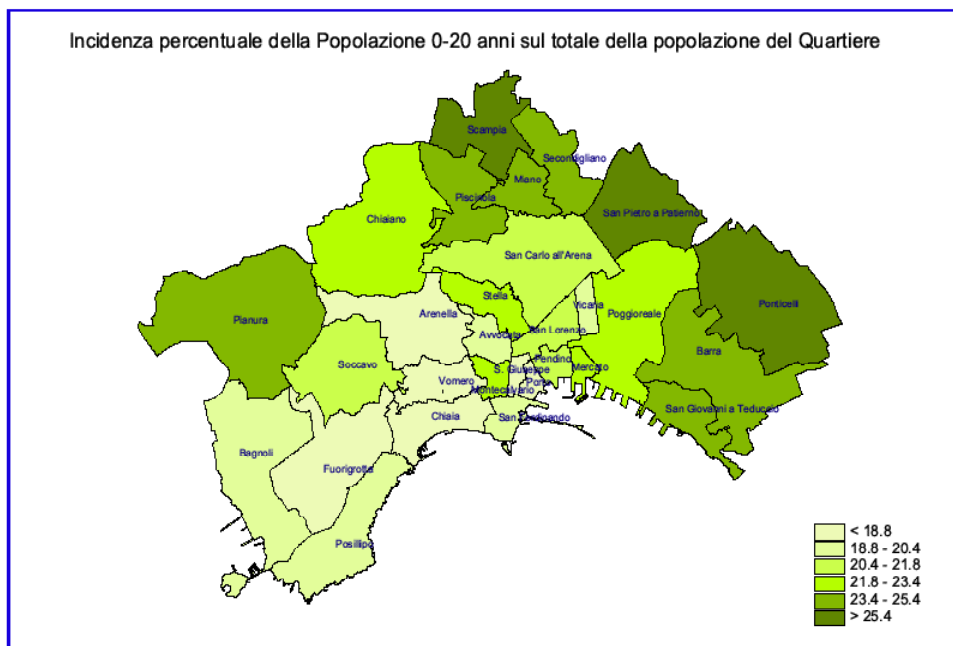 Incidenza percentuale della Popolazione 0-20 anni sul totale della popolazione del Quartiere
Scampia
Secondigliano
Miano
Piscinola
San Pietro a Patierno
Chiaiano
San Carlo all'Arena
Stella
Vicaria
Ponticelli
Poggioreale
Arenella
Pianura
Avvocata
San Lorenzo
Barra
Pendino
Soccavo
S. Giuseppe
Mercato
Vomero
Porto
Montecalvario
San Giovanni a Teduccio
Chiaia
San Ferdinando
Bagnoli
Fuorigrotta
Posillipo
< 18.8
18.8 - 20.4
20.4 - 21.8
21.8 - 23.4
23.4 - 25.4
> 25.4